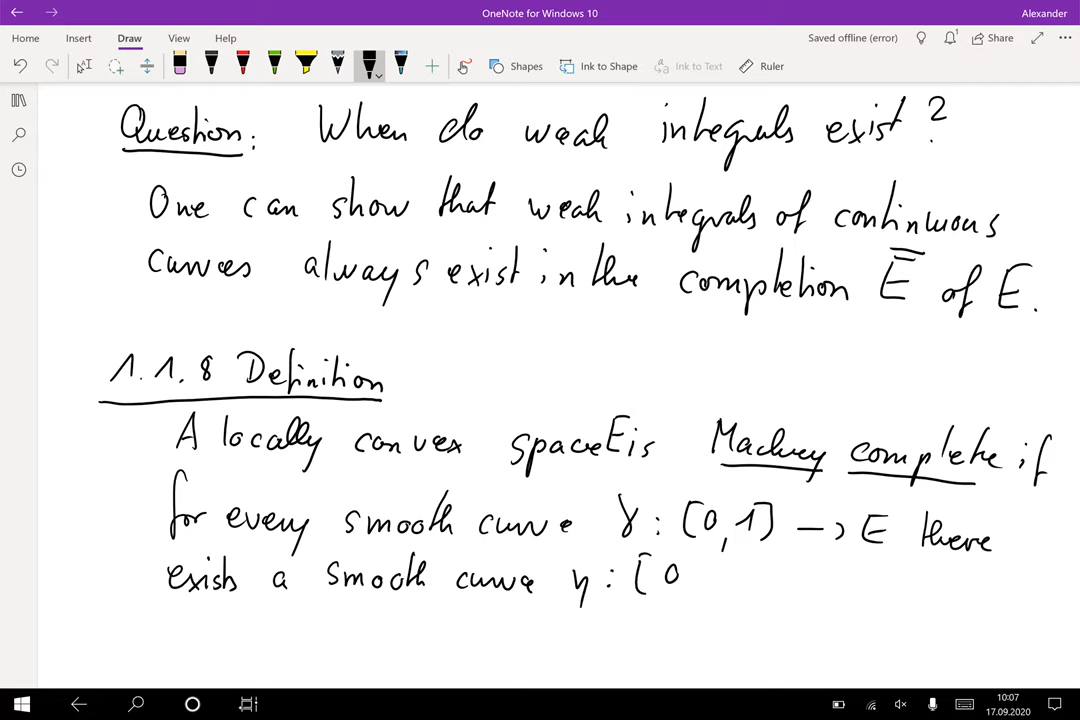 OneNote for Windows 10
Alexander
Home Insert Draw View Help
Saved offline (error) Share
Shapes Ink to Shape Ink to Text Ruler
Question: When do weak integrals exist?
One can show that weak integrals of continuous
curves always exist in the completion E̅ of E.
1.1.8 Definition
A locally convex space E is Mackey complete if
for every smooth curve γ: [0,1] → E there
exists a smooth curve η: [0
10:07
17.09.2020